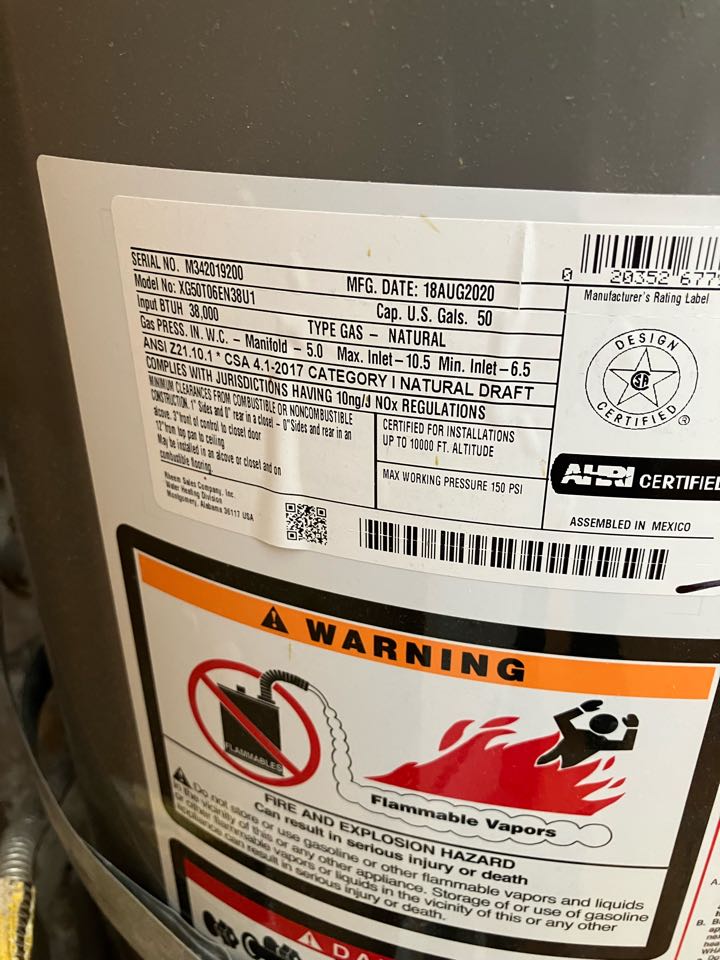 SERIAL NO. M342019200
MFG. DATE: 18AUG2020
Model No: XG50T06EN38U1
Cap. U.S. Gals. 50
Input BTUH 38,000
TYPE GAS – NATURAL
Gas PRESS. IN. W.C. – Manifold – 5.0 Max. Inlet – 10.5 Min. Inlet – 6.5
ANSI Z21.10.1 * CSA 4.1-2017 CATEGORY I NATURAL DRAFT
COMPLIES WITH JURISDICTIONS HAVING 10ng/J NOx REGULATIONS
MINIMUM CLEARANCES FROM COMBUSTIBLE OR NONCOMBUSTIBLE
CONSTRUCTION. 1" Sides and 0" rear in a closet – 0" Sides and rear in an
alcove. 3" front of control to closet door
12" from top pan to ceiling
May be installed in an alcove or closet and on
combustible flooring.
CERTIFIED FOR INSTALLATIONS
UP TO 10000 FT. ALTITUDE
MAX WORKING PRESSURE 150 PSI
Rheem Sales Company, Inc.
Water Heating Division
Montgomery, Alabama 36117 USA
0 20352 677
Manufacturer's Rating Label
DESIGN
CERTIFIED
®
AHRI CERTIFIED
ASSEMBLED IN MEXICO
WARNING
FLAMMABLES
Flammable Vapors
FIRE AND EXPLOSION HAZARD
Can result in serious injury or death
Do not store or use gasoline or other flammable vapors and liquids
in the vicinity of this or any other appliance. Storage of or use of gasoline
or other flammable vapors or liquids in the vicinity of this or any other
appliance can result in serious injury or death.
DA
A.
B.